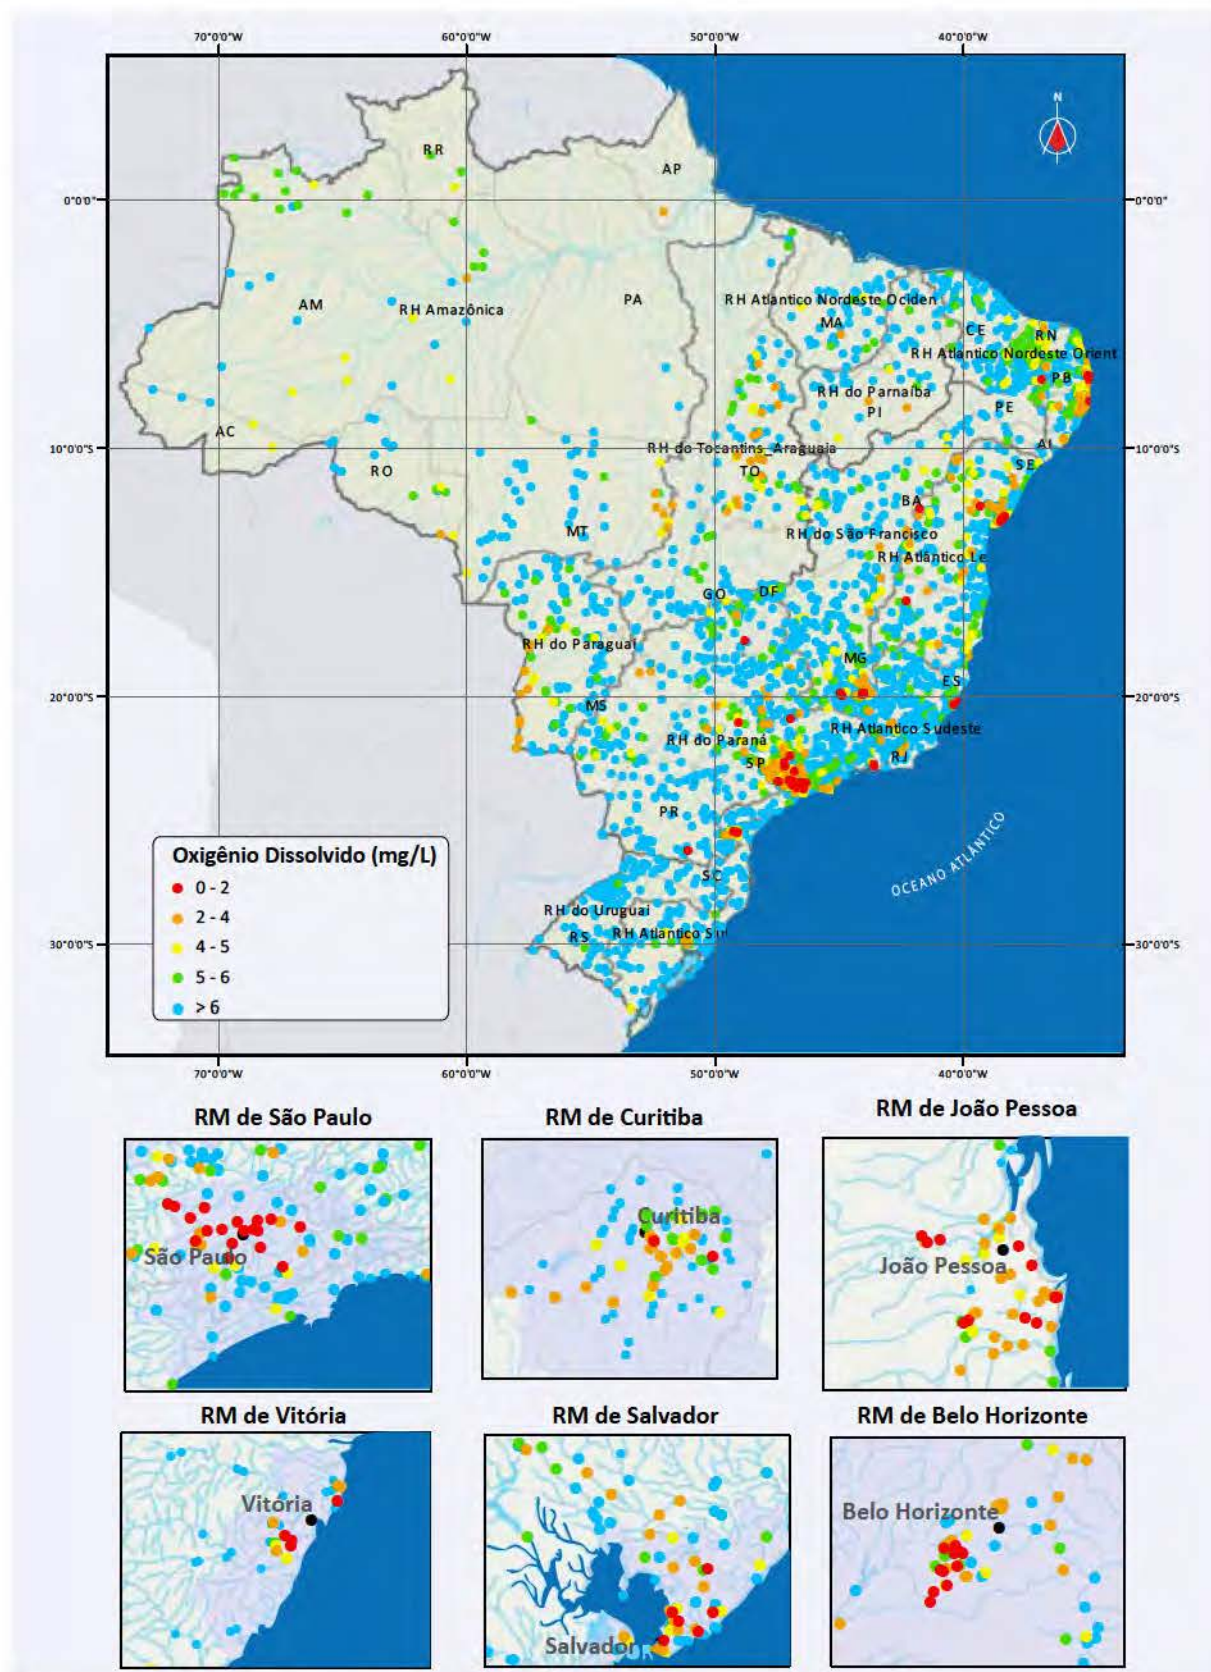 70°0'0"W 60°0'0"W 50°0'0"W 40°0'0"W
N
RR
AP
0°0'0" 0°0'0"
AM
PA
RH Amazônica
RH Atlantico Nordeste Ociden
MA
CE
RN
RH Atlantico Nordeste Orient
PB
RH do Parnaíba
PI
PE
AC
10°0'0"S 10°0'0"S
RH do Tocantins_Araguaia
AL
RO
TO
SE
BA
MT
RH do São Francisco
RH Atlântico Le
GO
DF
RH do Paraguai
MG
ES
20°0'0"S 20°0'0"S
MS
RH Atlantico Sudeste
RH do Paraná
SP
RJ
PR
OCEANO ATLÂNTICO
SC
Oxigênio Dissolvido (mg/L)
0 - 2
2 - 4
4 - 5
5 - 6
> 6
RH do Uruguai
RS
RH Atlantico Sul
30°0'0"S 30°0'0"S
70°0'0"W 60°0'0"W 50°0'0"W 40°0'0"W
RM de São Paulo
São Paulo
RM de Curitiba
Curitiba
RM de João Pessoa
João Pessoa
RM de Vitória
Vitória
RM de Salvador
Salvador
RM de Belo Horizonte
Belo Horizonte